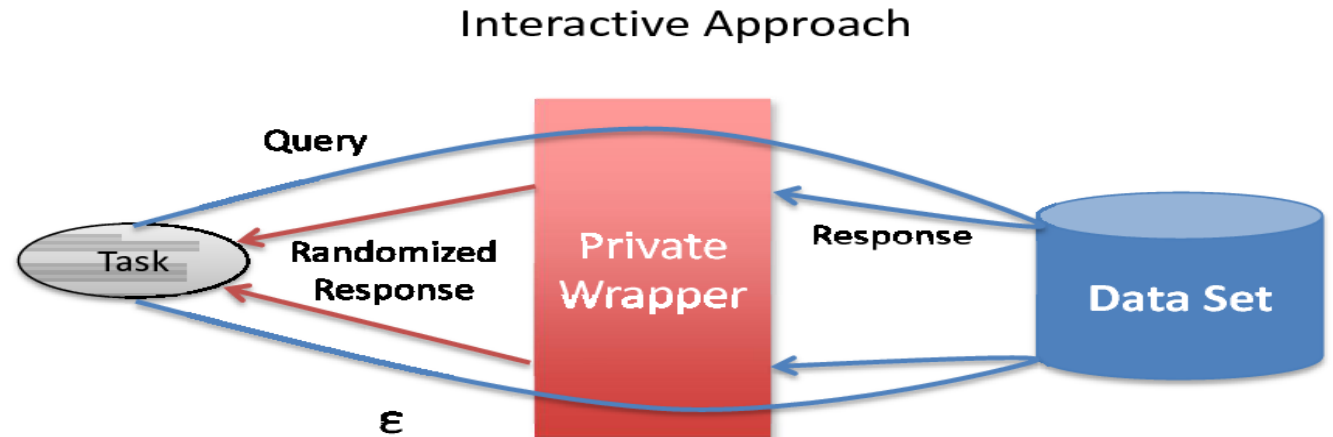 Interactive Approach
Query
Task
Randomized
Response
Private
Wrapper
Response
Data Set
ε